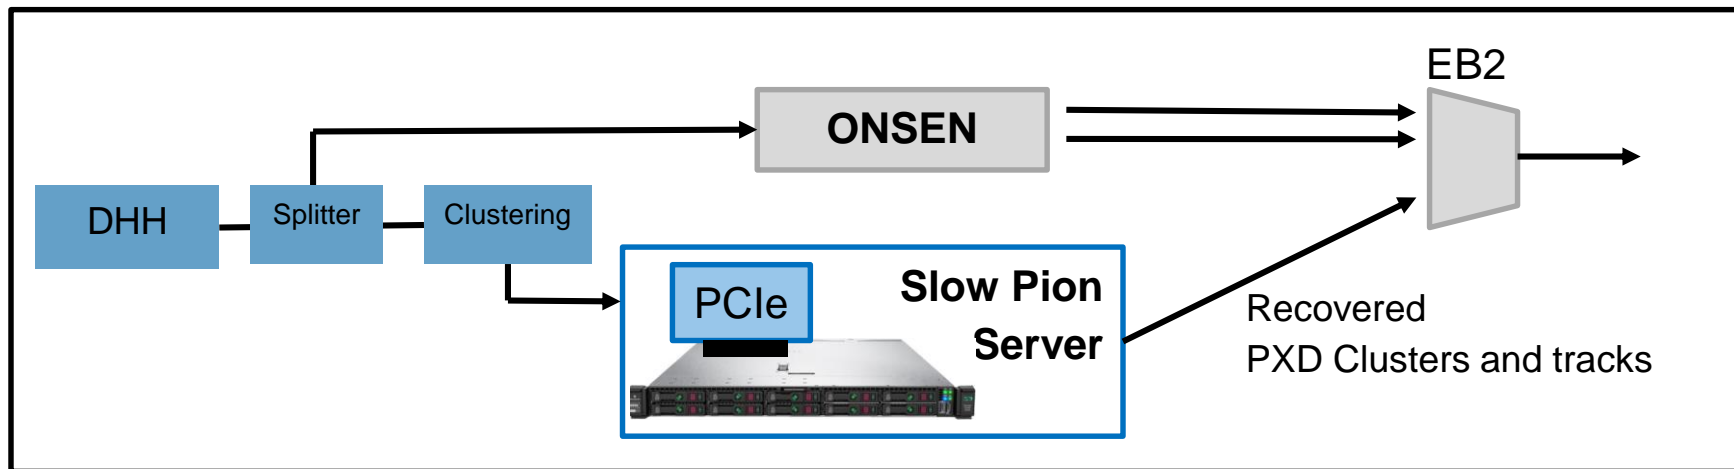 EB2
ONSEN
DHH
Splitter
Clustering
PCIe
Slow Pion
Server
Recovered
PXD Clusters and tracks